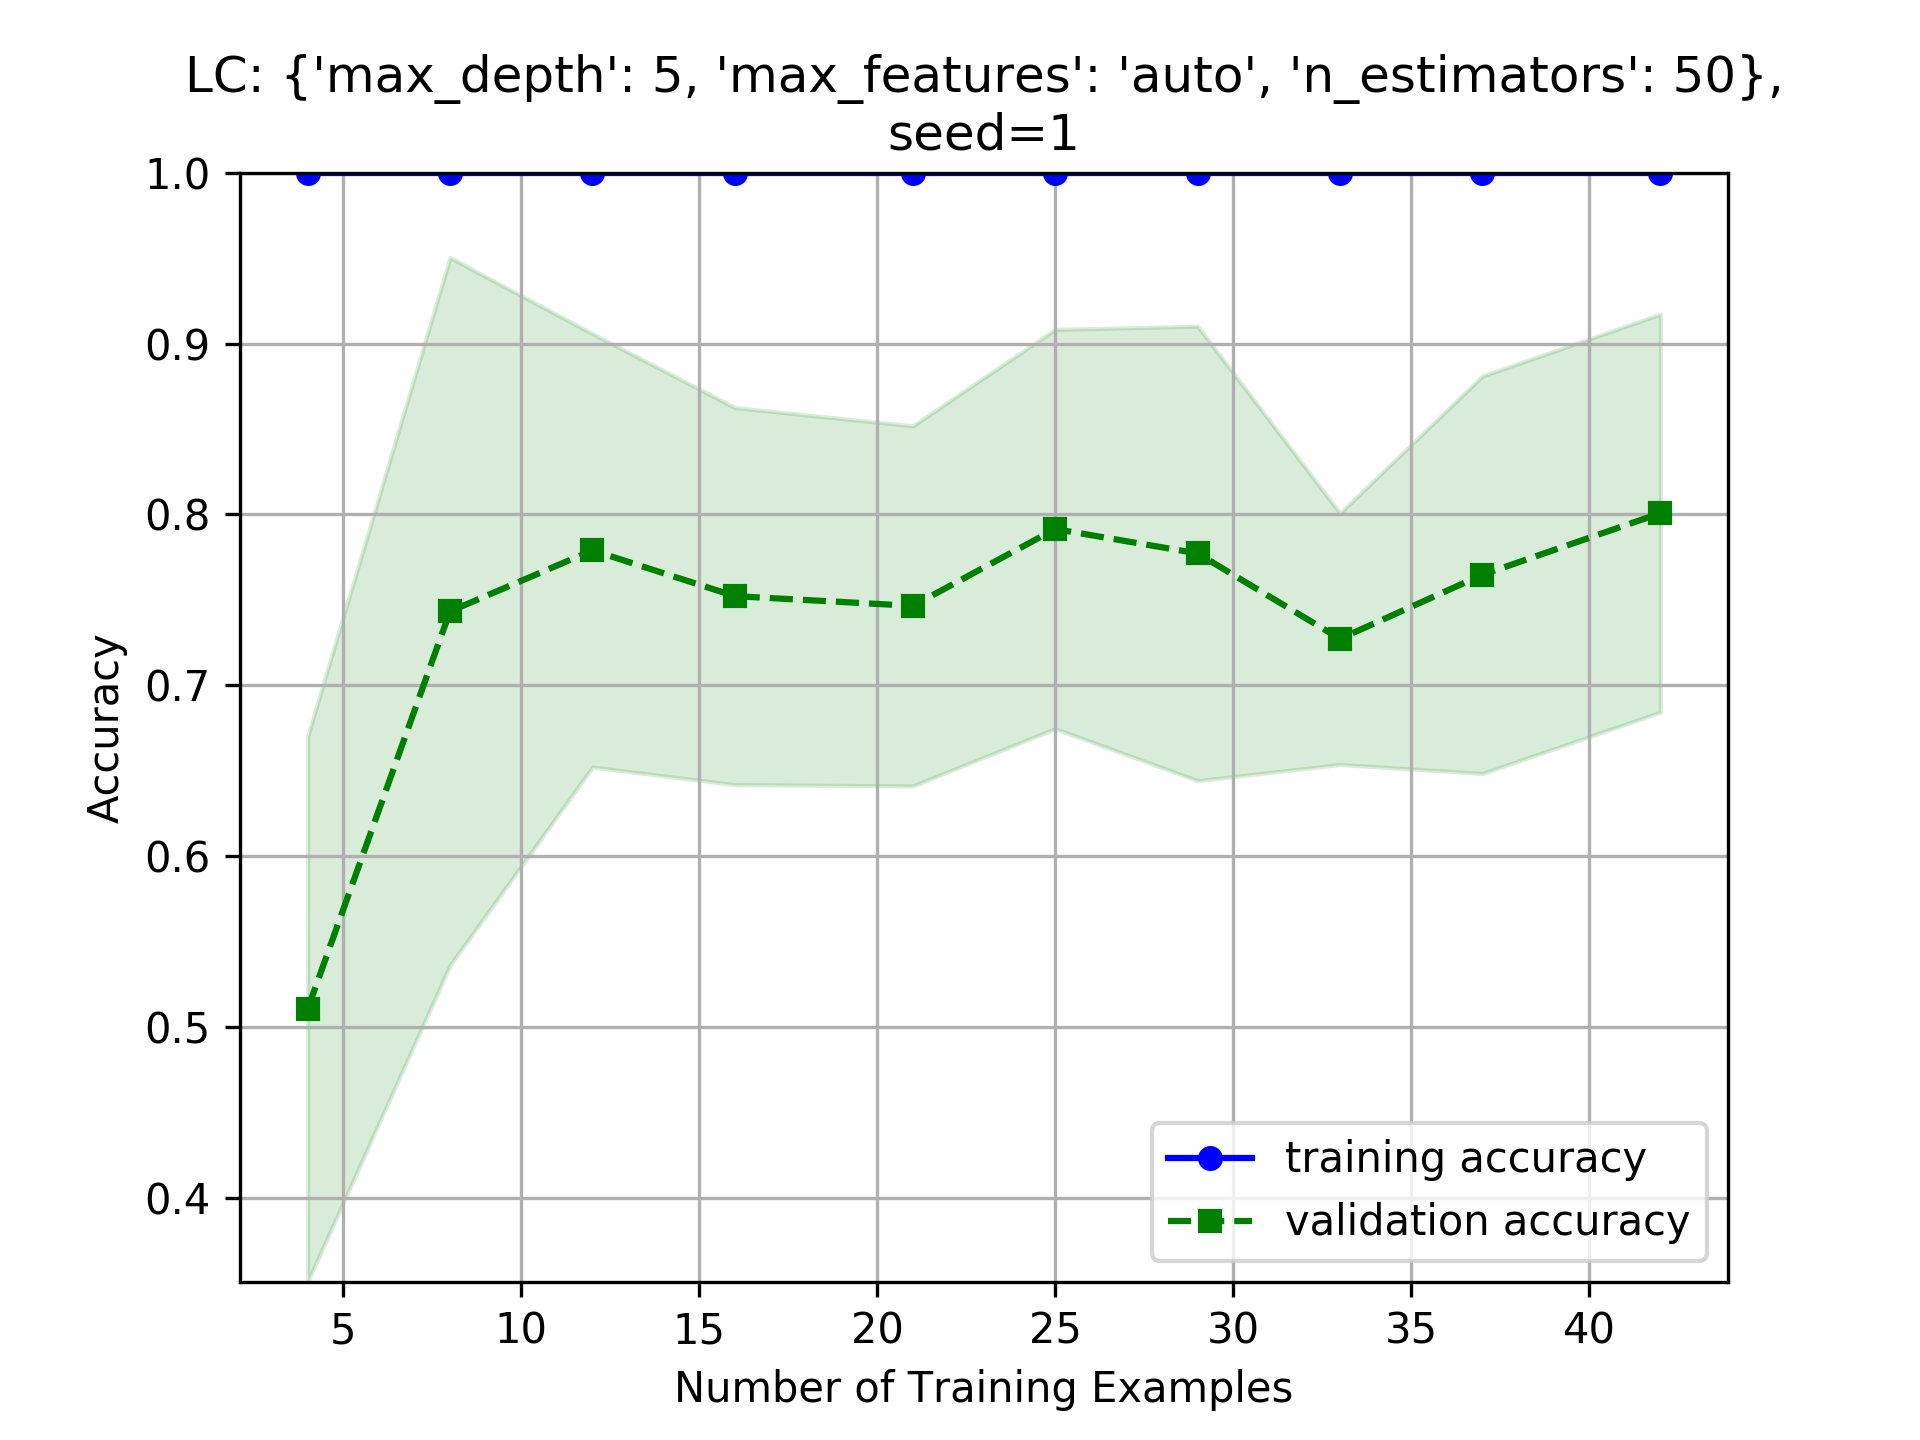 LC: {'max_depth': 5, 'max_features': 'auto', 'n_estimators': 50},
seed=1
1.0
0.9
0.8
0.7
0.6
0.5
0.4
Accuracy
training accuracy
validation accuracy
5 10 15 20 25 30 35 40
Number of Training Examples